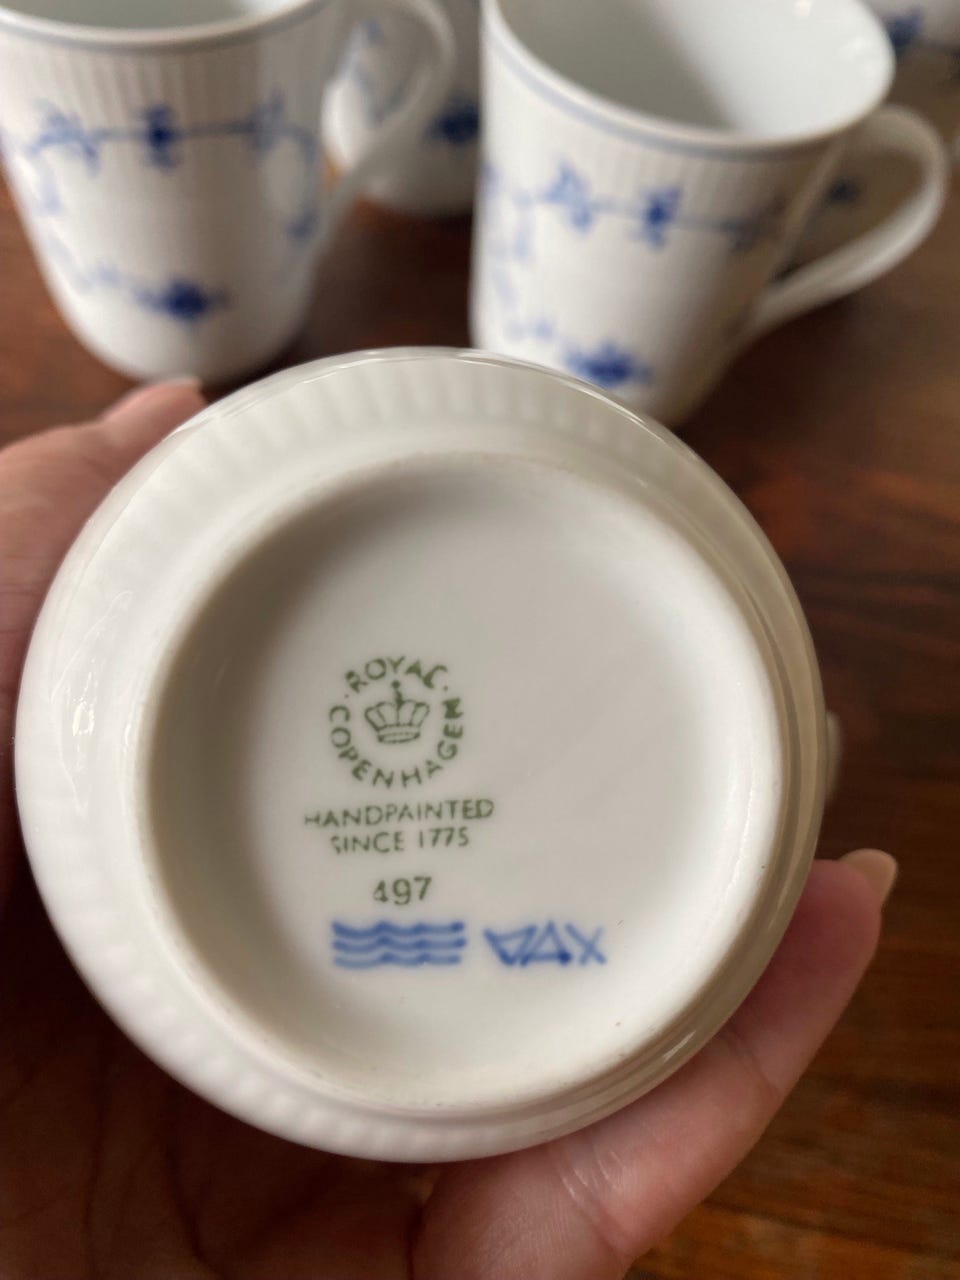 ROYAL
COPENHAGEN
HANDPAINTED
SINCE 1775
497